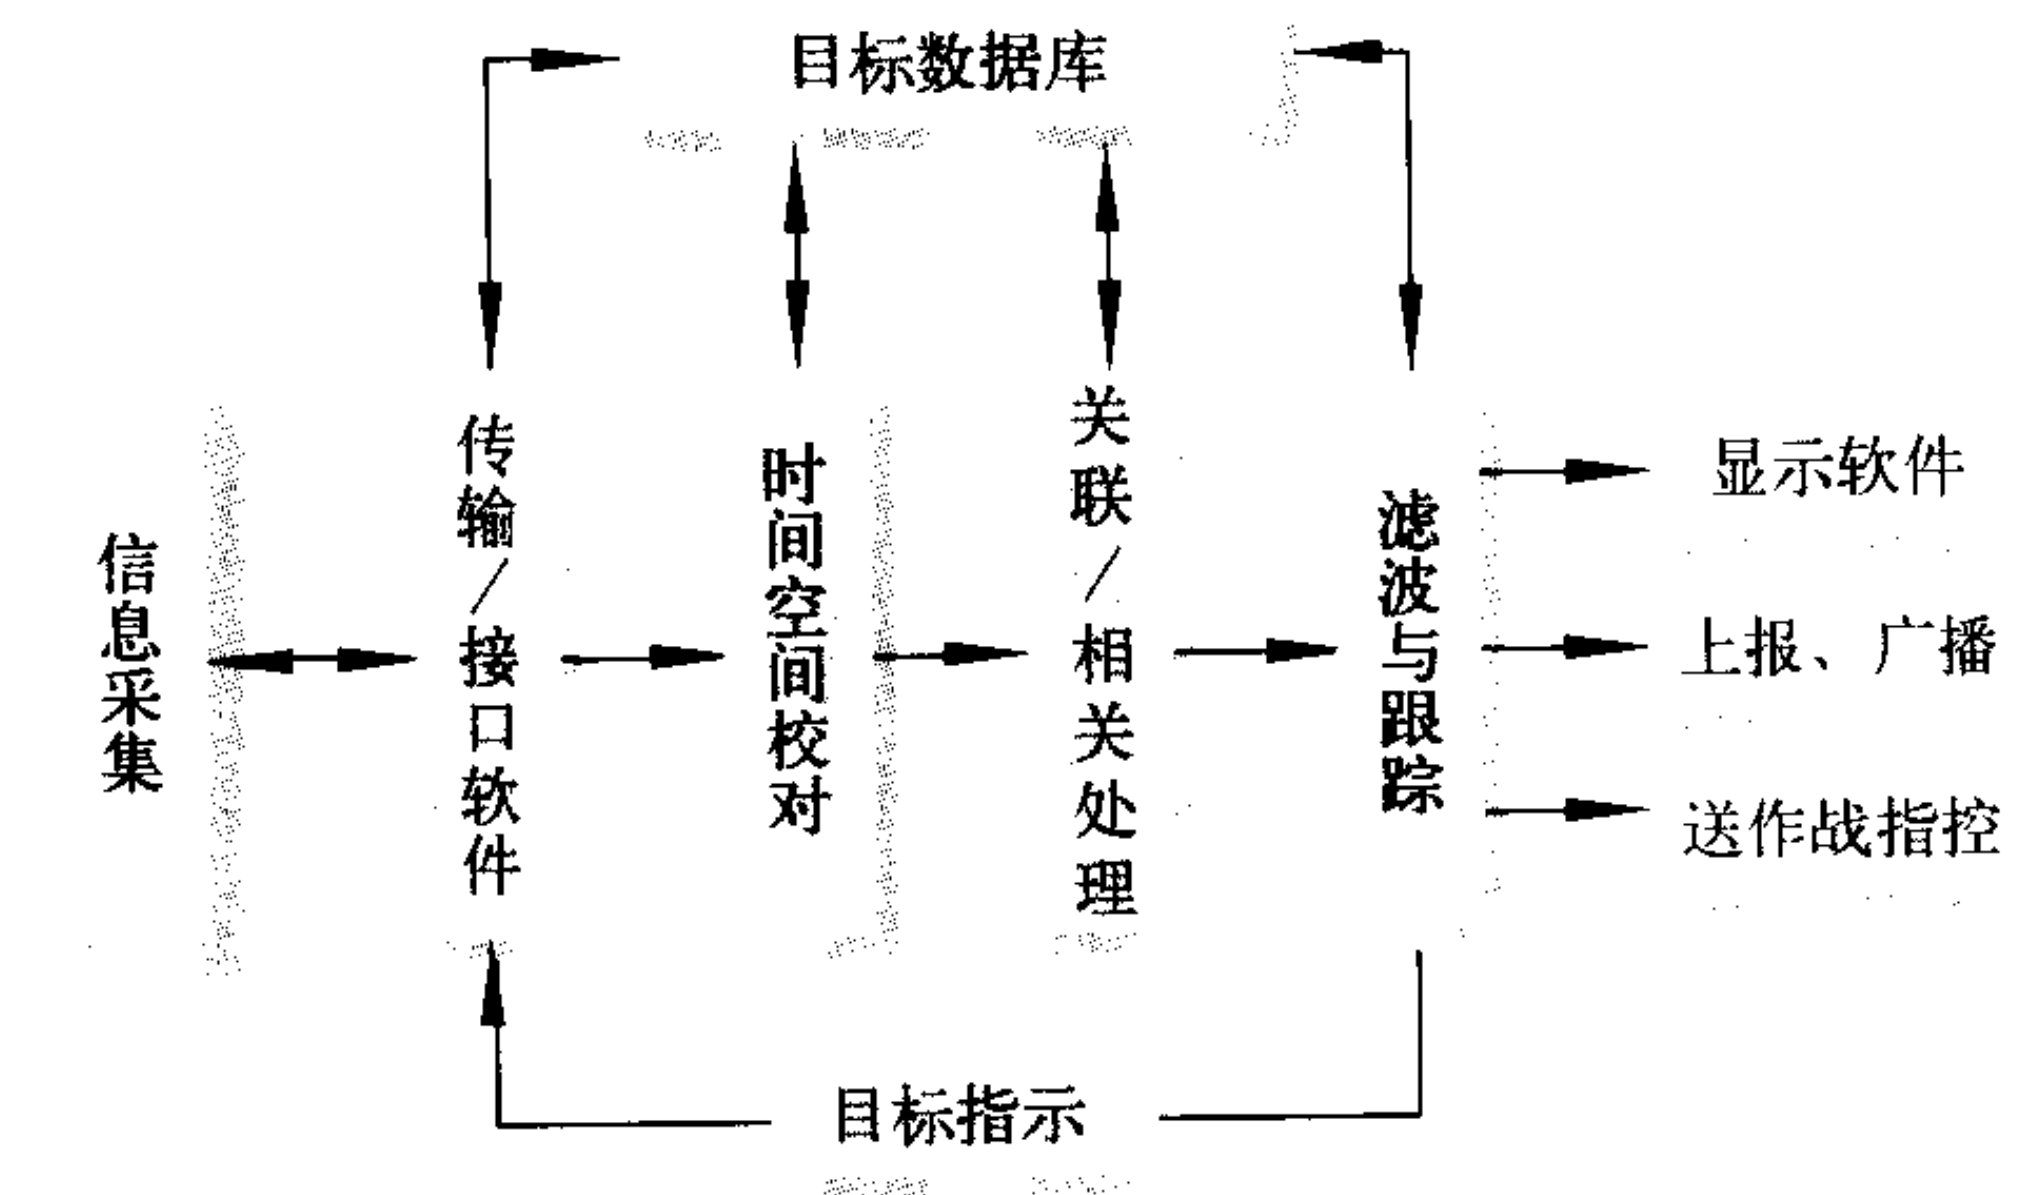 目标数据库
信息采集
传输/接口软件
时间空间校对
关联/相关处理
滤波与跟踪
显示软件
上报、广播
送作战指控
目标指示